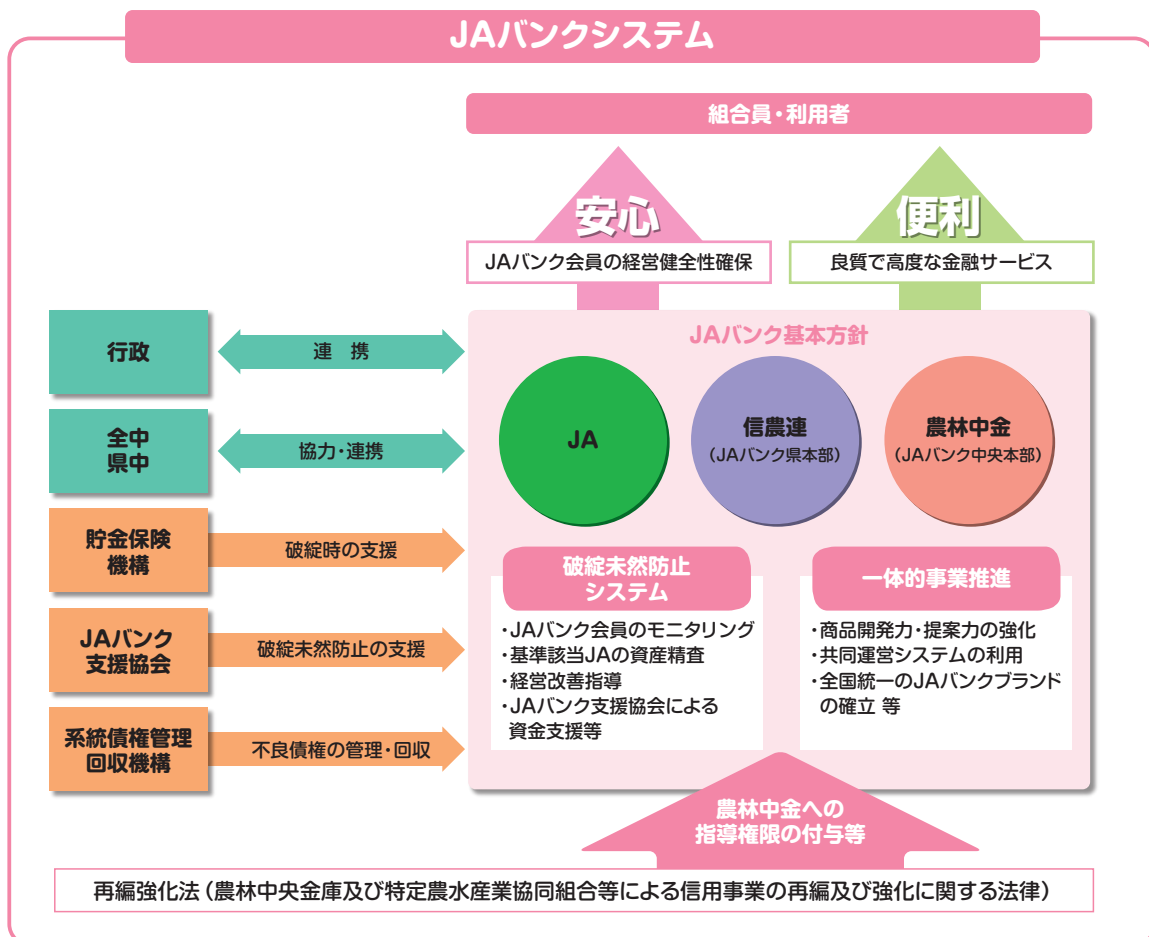 JAバンクシステム
組合員・利用者
安心
JAバンク会員の経営健全性確保
便利
良質で高度な金融サービス
行政
連　携
全中
県中
協力・連携
貯金保険
機構
破綻時の支援
JAバンク
支援協会
破綻未然防止の支援
系統債権管理
回収機構
不良債権の管理・回収
JAバンク基本方針
JA
信農連
（JAバンク県本部）
農林中金
（JAバンク中央本部）
破綻未然防止
システム
・JAバンク会員のモニタリング
・基準該当JAの資産精査
・経営改善指導
・JAバンク支援協会による
資金支援等
一体的事業推進
・商品開発力・提案力の強化
・共同運営システムの利用
・全国統一のJAバンクブランド
の確立 等
農林中金への
指導権限の付与等
再編強化法（農林中央金庫及び特定農水産業協同組合等による信用事業の再編及び強化に関する法律）